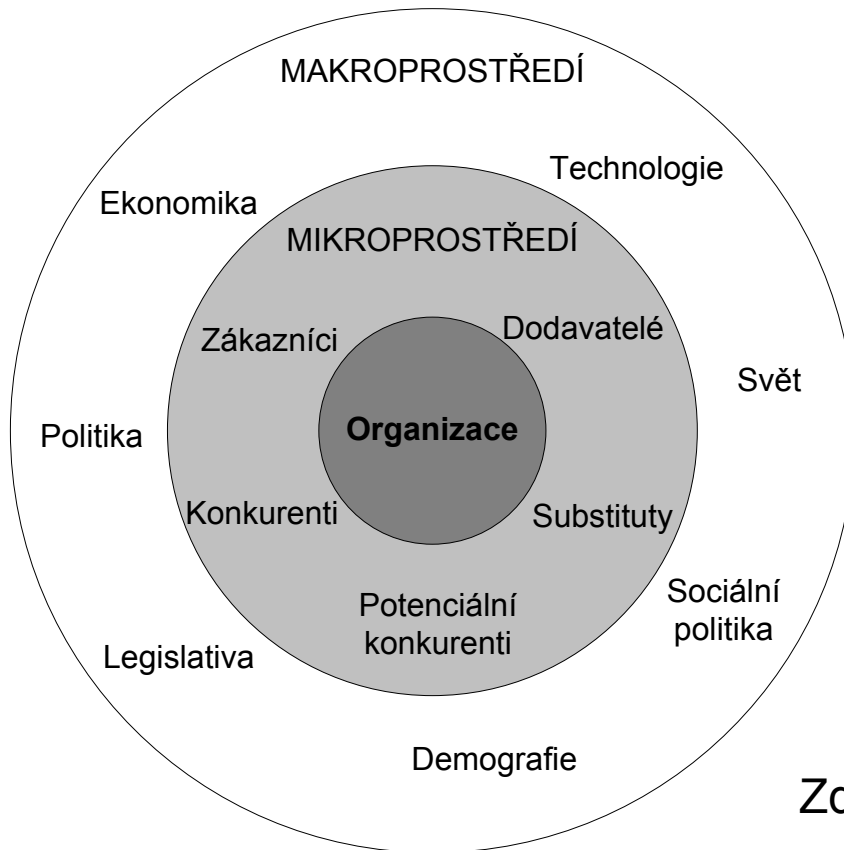 MAKROPROSTŘEDÍ
Technologie
Ekonomika
MIKROPROSTŘEDÍ
Dodavatelé
Zákazníci
Svět
Organizace
Politika
Konkurenti
Substituty
Sociální
politika
Potenciální
konkurenti
Legislativa
Demografie